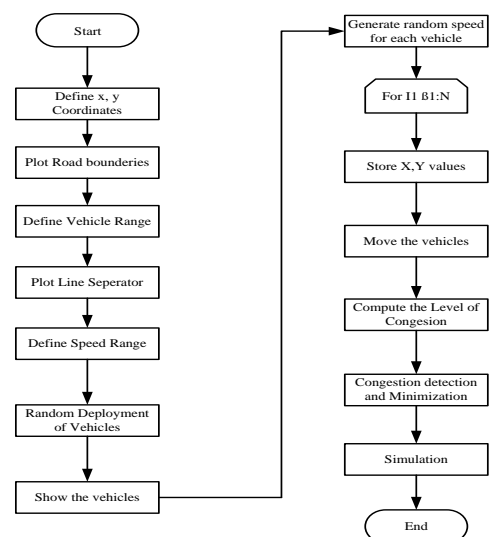 Start
Define x, y
Coordinates
Plot Road bounderies
Define Vehicle Range
Plot Line Seperator
Define Speed Range
Random Deployment
of Vehicles
Show the vehicles
Generate random speed
for each vehicle
For I1 ß1:N
Store X,Y values
Move the vehicles
Compute the Level of
Congesion
Congestion detection
and Minimization
Simulation
End